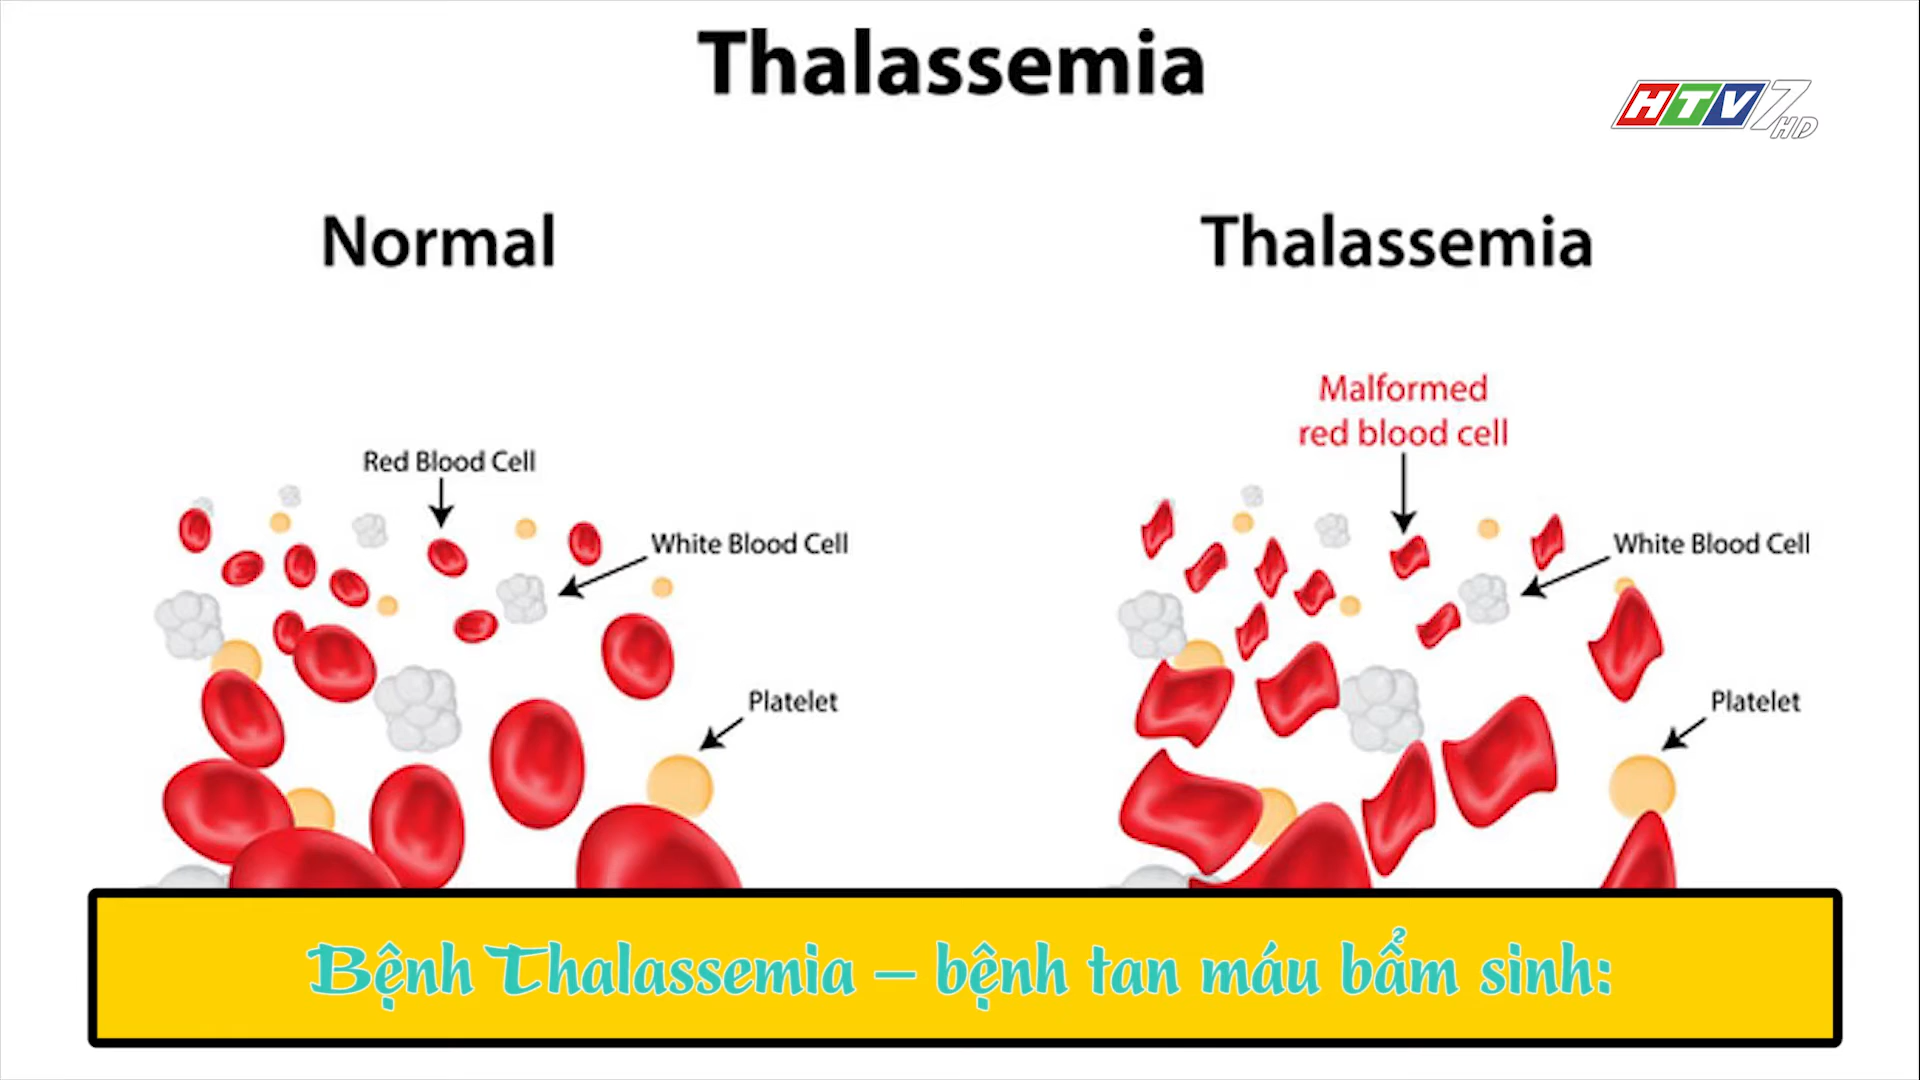 Thalassemia
HTV7
HD
Normal
Thalassemia
Malformed
red blood cell
Red Blood Cell
White Blood Cell
White Blood Cell
Platelet
Platelet
Bệnh Thalassemia – bệnh tan máu bẩm sinh: